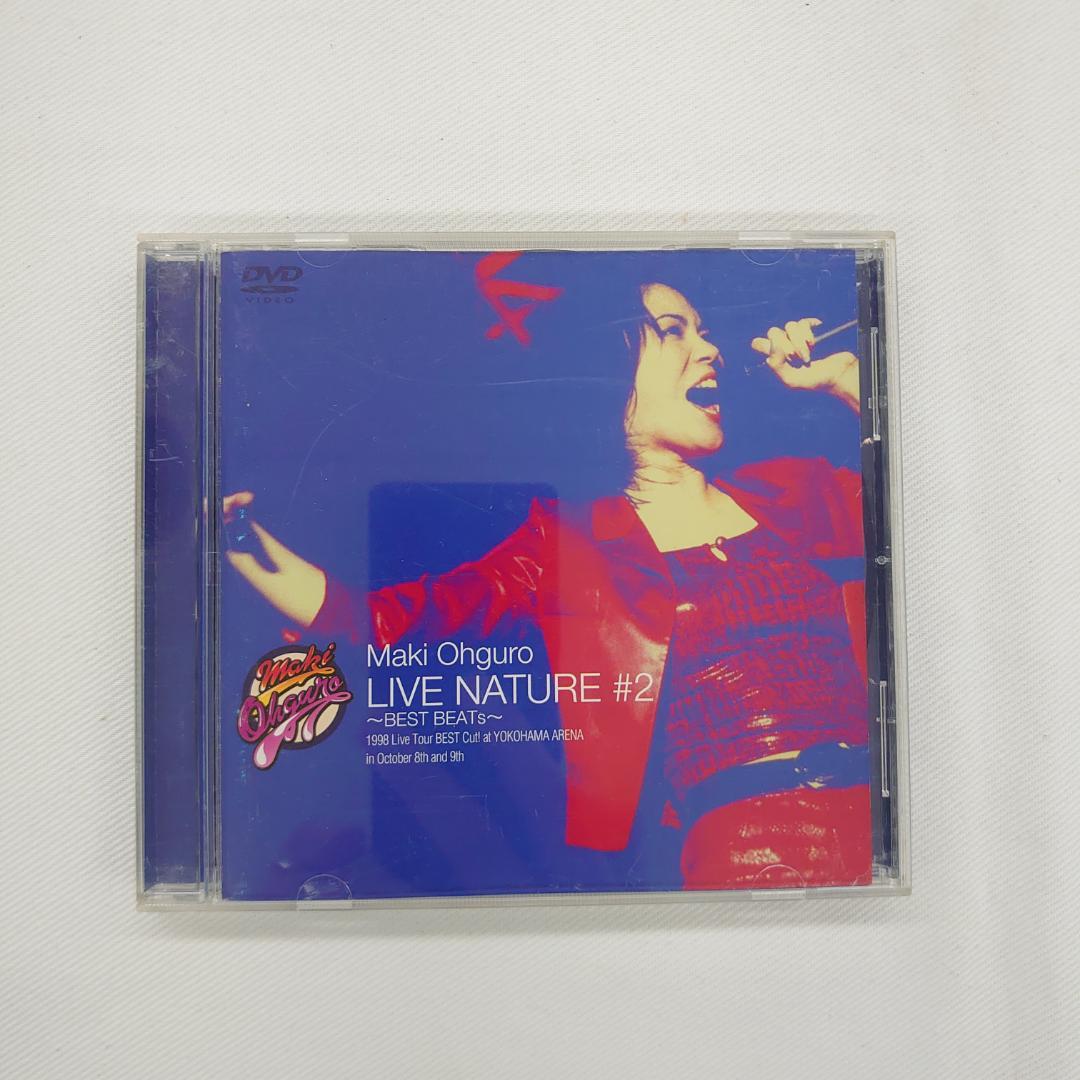 DVD
VIDEO
Maki
Ohguro
Maki Ohguro
LIVE NATURE #2
～BEST BEATs～
1998 Live Tour BEST Cut! at YOKOHAMA ARENA
in October 8th and 9th